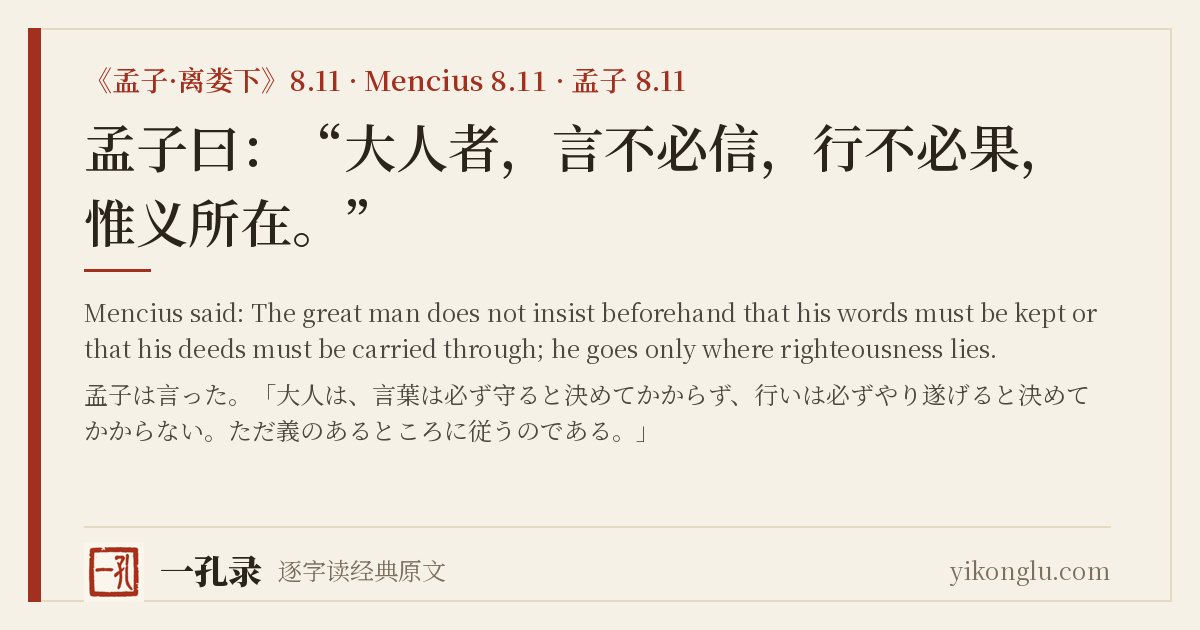 《孟子·离娄下》8.11 · Mencius 8.11 · 孟子 8.11
孟子曰：“大人者，言不必信，行不必果，
惟义所在。”
Mencius said: The great man does not insist beforehand that his words must be kept or
that his deeds must be carried through; he goes only where righteousness lies.
孟子は言った。「大人は、言葉は必ず守ると決めてかからず、行いは必ずやり遂げると決めて
かからない。ただ義のあるところに従うのである。」
一孔
一孔录 逐字读经典原文 yikonglu.com